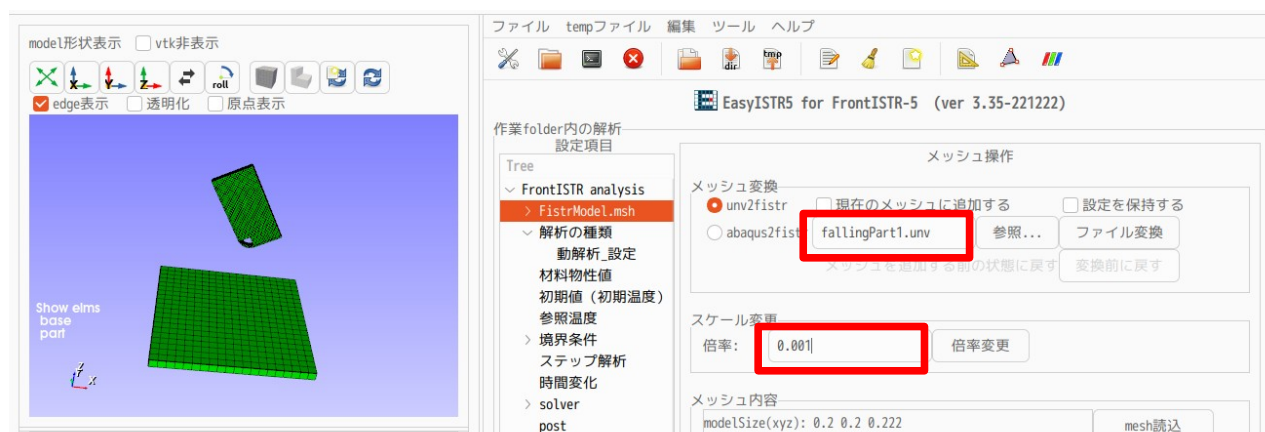 model形状表示 vtk非表示
roll
edge表示 透明化 原点表示
Show elms
base
part
Z
X
ファイル tempファイル 編集 ツール ヘルプ
dir tmp
EasyISTR5 for FrontISTR-5 (ver 3.35-221222)
作業folder内の解析
設定項目
Tree
FrontISTR analysis
FistrModel.msh
解析の種類
動解析_設定
材料物性値
初期値（初期温度）
参照温度
境界条件
ステップ解析
時間変化
solver
post
メッシュ操作
メッシュ変換
unv2fistr 現在のメッシュに追加する 設定を保持する
abaqus2fist fallingPart1.unv 参照... ファイル変換
メッシュを追加する前の状態に戻す 変換前に戻す
スケール変更
倍率: 0.001 倍率変更
メッシュ内容
modelSize(xyz): 0.2 0.2 0.222 mesh読込